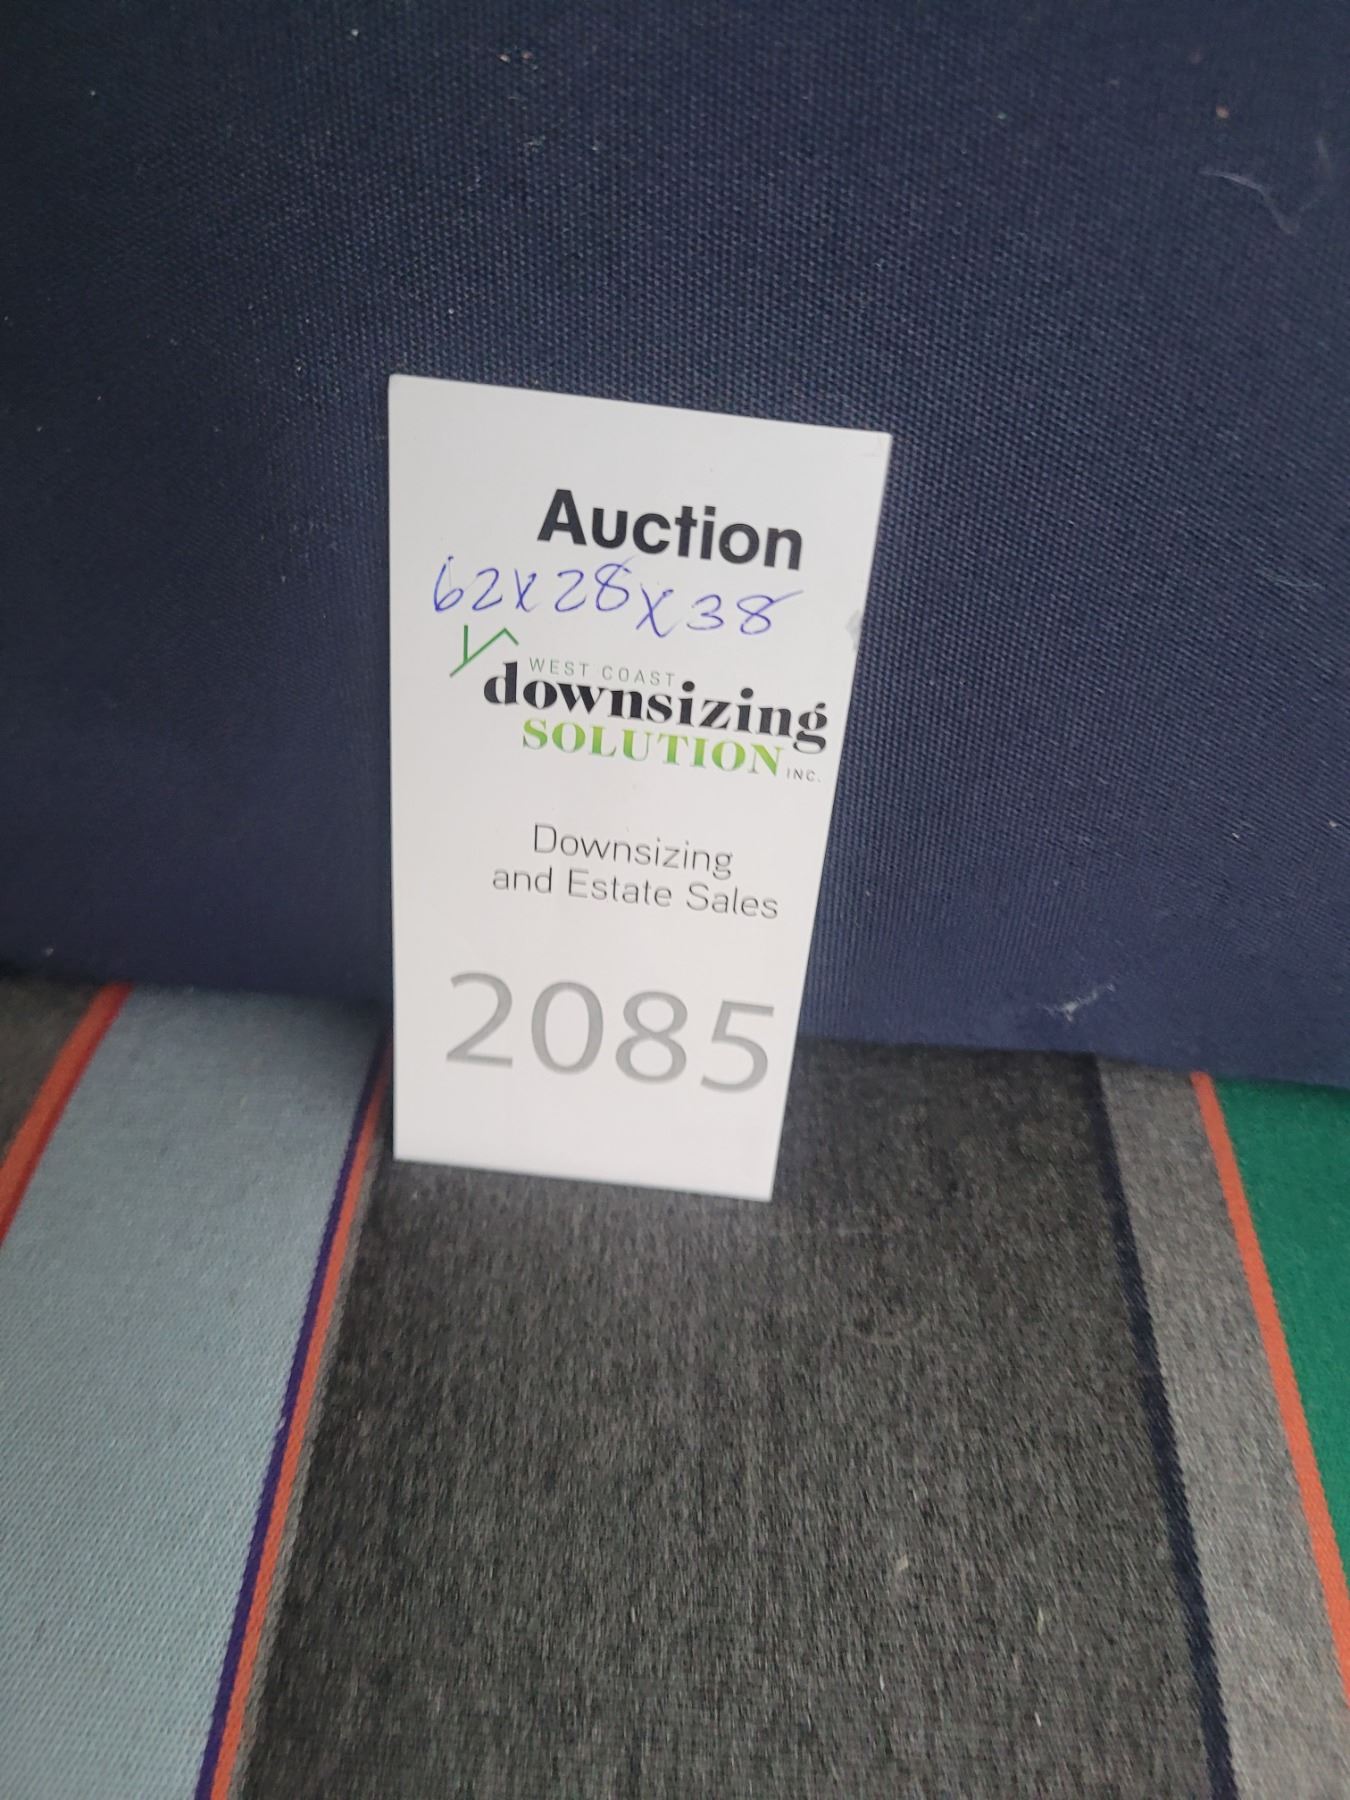 Auction
62x28x38
WEST COAST
downsizing
SOLUTION INC.
Downsizing
and Estate Sales
2085